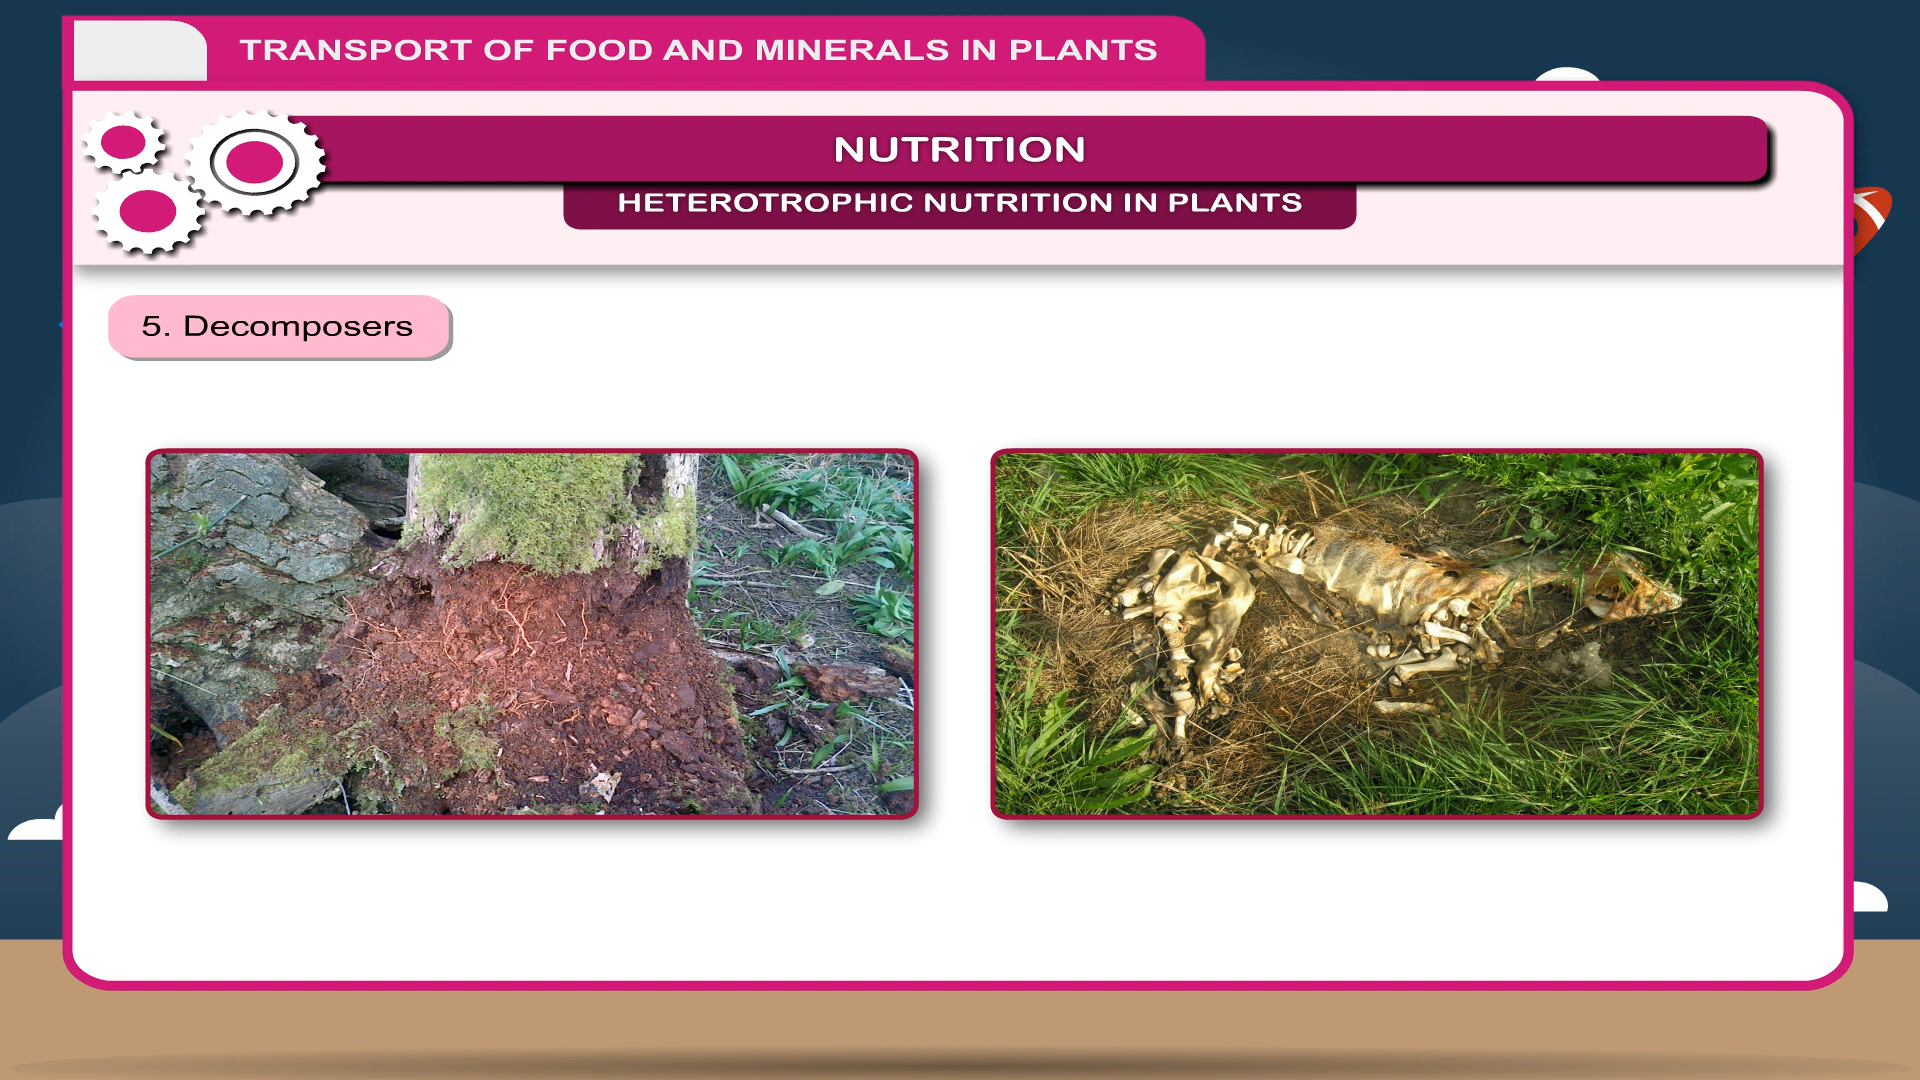 TRANSPORT OF FOOD AND MINERALS IN PLANTS
NUTRITION
HETEROTROPHIC NUTRITION IN PLANTS
5. Decomposers